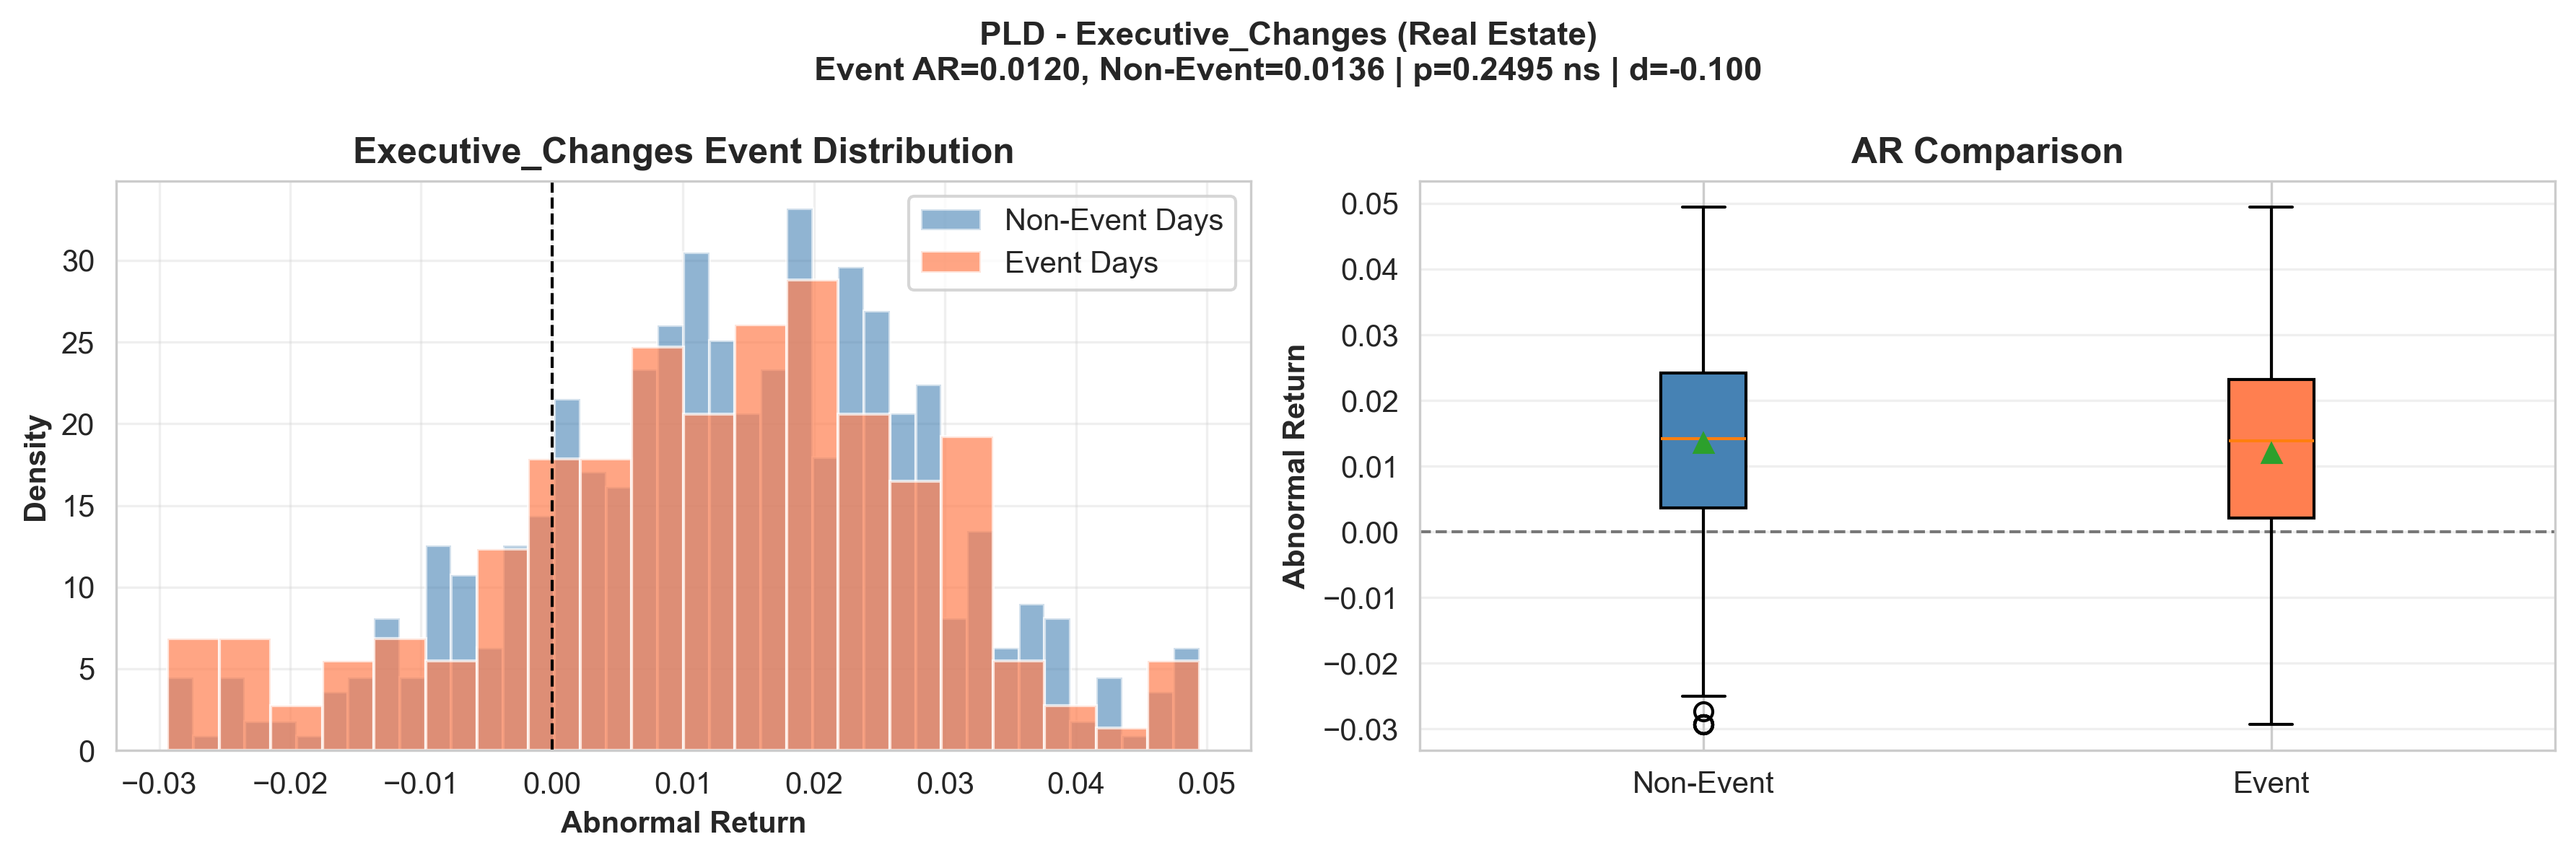 PLD - Executive_Changes (Real Estate)
Event AR=0.0120, Non-Event=0.0136 | p=0.2495 ns | d=-0.100
Executive_Changes Event Distribution
Non-Event Days
Event Days
Density
30
25
20
15
10
5
0
−0.03
−0.02
−0.01
0.00
0.01
0.02
0.03
0.04
0.05
Abnormal Return
AR Comparison
Abnormal Return
0.05
0.04
0.03
0.02
0.01
0.00
−0.01
−0.02
−0.03
Non-Event
Event